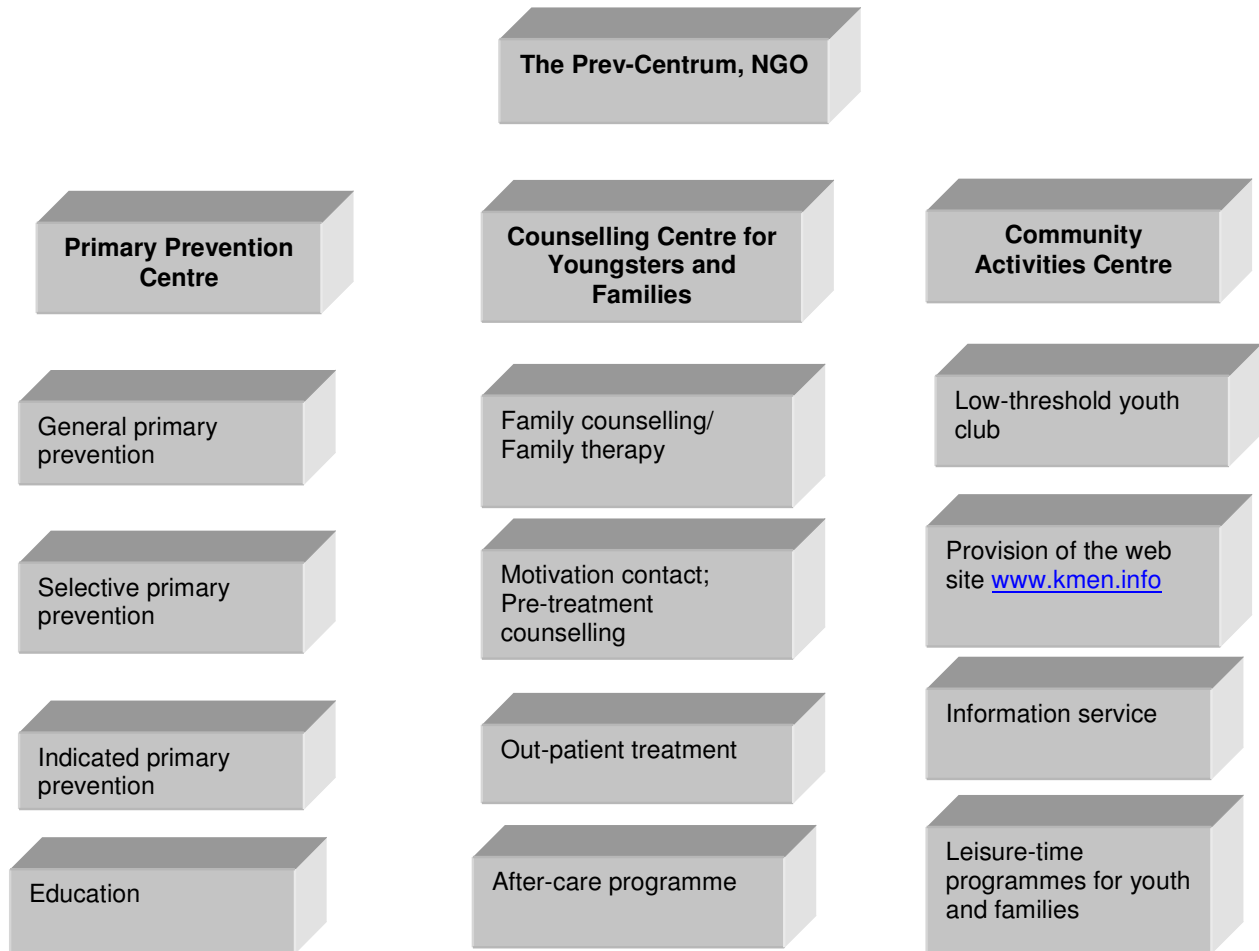 The Prev-Centrum, NGO
Primary Prevention
Centre
Counselling Centre for
Youngsters and
Families
Community
Activities Centre
General primary
prevention
Family counselling/
Family therapy
Low-threshold youth
club
Selective primary
prevention
Motivation contact;
Pre-treatment
counselling
Provision of the web
site www.kmen.info
Indicated primary
prevention
Out-patient treatment
Information service
Education
After-care programme
Leisure-time
programmes for youth
and families